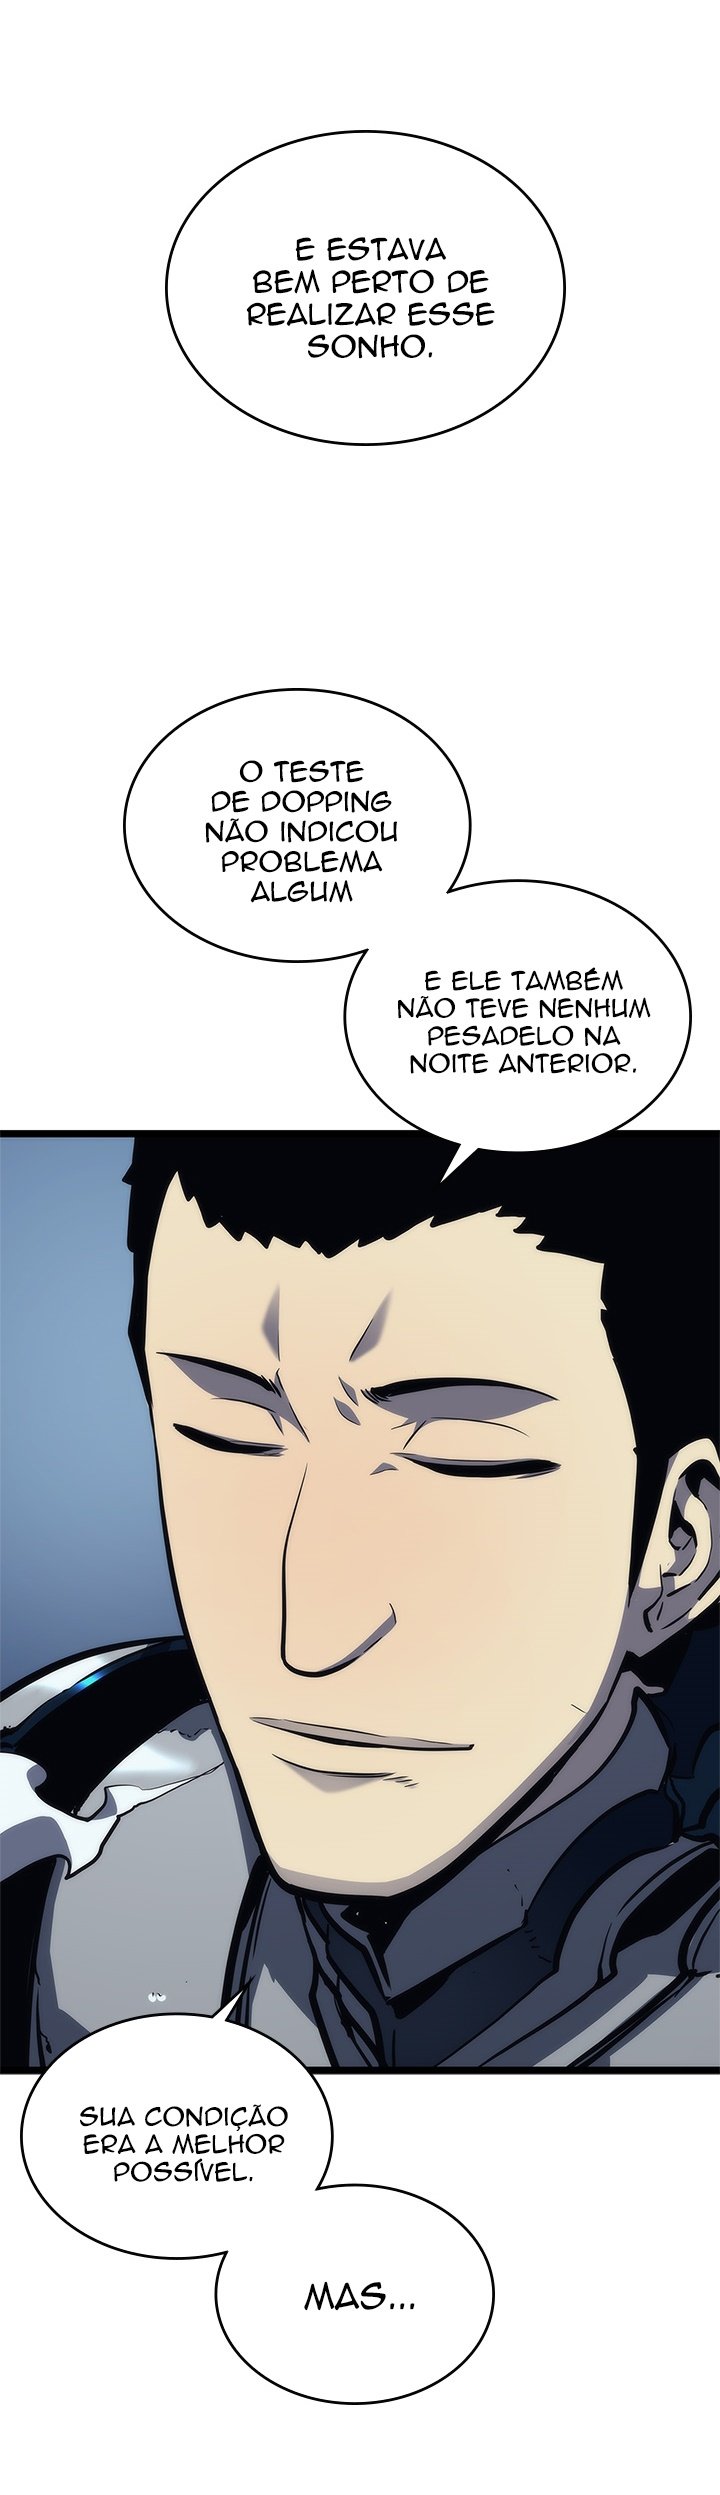 E ESTAVA
BEM PERTO DE
REALIZAR ESSE
SONHO.
O TESTE
DE DOPPING
NÃO INDICOU
PROBLEMA
ALGUM
E ELE TAMBÉM
NÃO TEVE NENHUM
PESADELO NA
NOITE ANTERIOR.
SUA CONDIÇÃO
ERA A MELHOR
POSSÍVEL.
MAS...